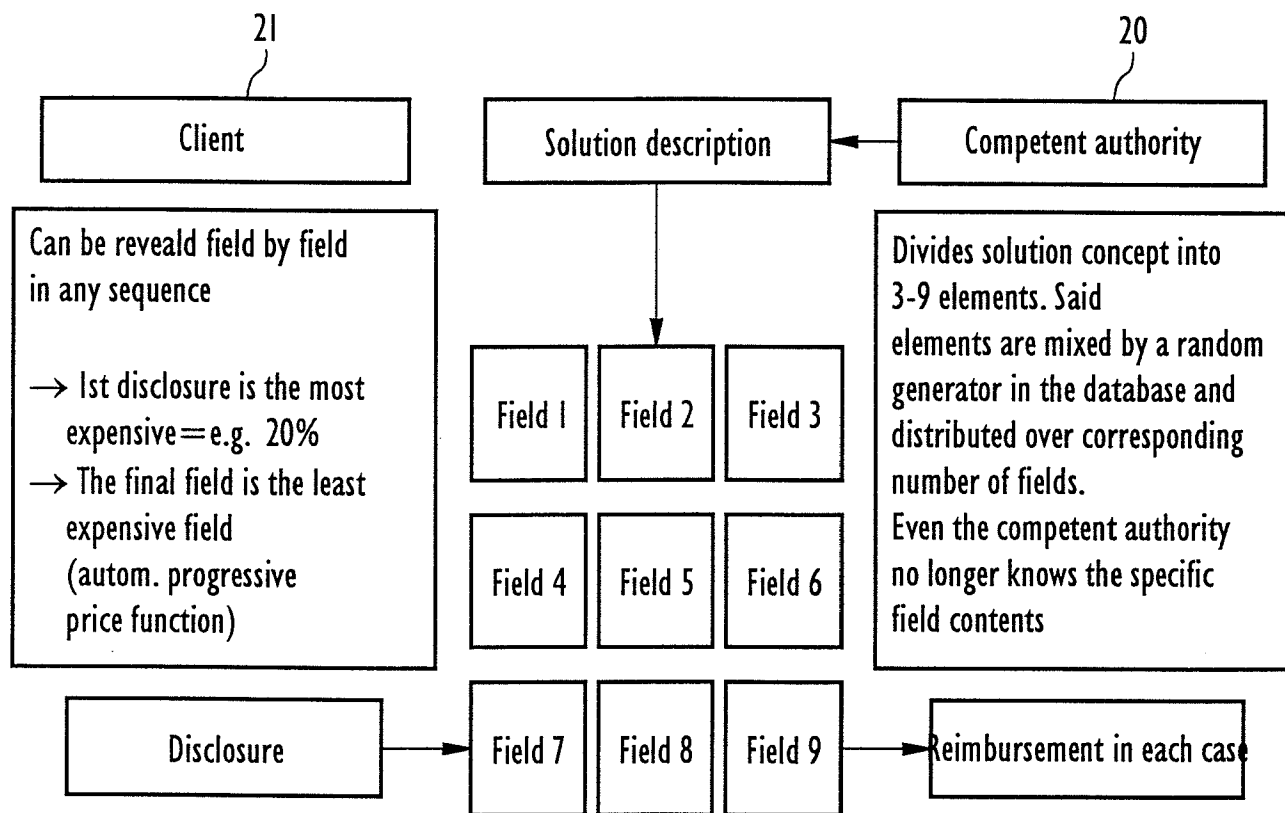 21
20
Client
Solution description
Competent authority
Can be reveald field by field
in any sequence
→ 1st disclosure is the most
expensive=e.g. 20%
→ The final field is the least
expensive field
(autom. progressive
price function)
Field 1
Field 2
Field 3
Field 4
Field 5
Field 6
Field 7
Field 8
Field 9
Divides solution concept into
3-9 elements. Said
elements are mixed by a random
generator in the database and
distributed over corresponding
number of fields.
Even the competent authority
no longer knows the specific
field contents
Disclosure
Reimbursement in each case